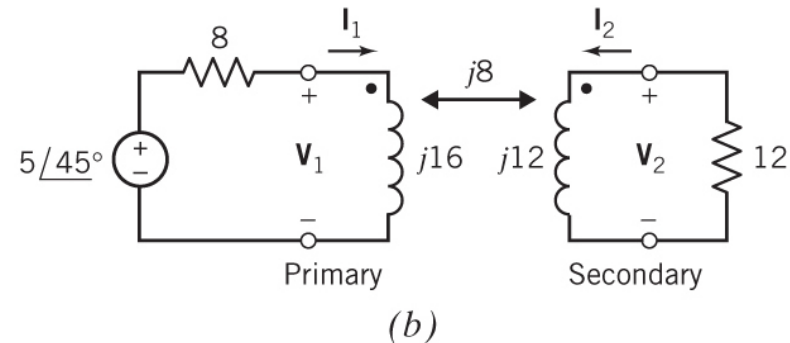 I₁ I₂
8 j8
+ +
5/45° + − V₁ j16 j12 V₂ 12
− −
Primary Secondary
(b)